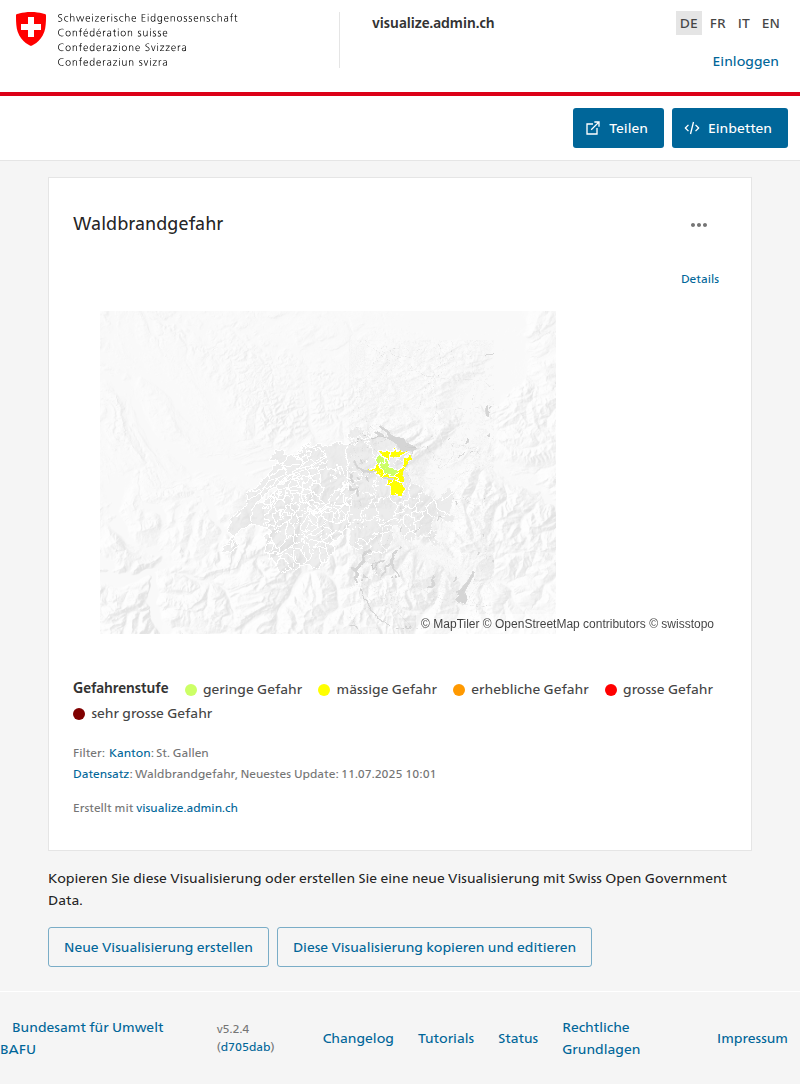 Schweizerische Eidgenossenschaft
Confédération suisse
Confederazione Svizzera
Confederaziun svizra
visualize.admin.ch
DE FR IT EN
Einloggen
Teilen
Einbetten
Waldbrandgefahr
Details
© MapTiler © OpenStreetMap contributors © swisstopo
Gefahrenstufe geringe Gefahr mässige Gefahr erhebliche Gefahr grosse Gefahr
sehr grosse Gefahr
Filter: Kanton: St. Gallen
Datensatz: Waldbrandgefahr, Neuestes Update: 11.07.2025 10:01
Erstellt mit visualize.admin.ch
Kopieren Sie diese Visualisierung oder erstellen Sie eine neue Visualisierung mit Swiss Open Government
Data.
Neue Visualisierung erstellen
Diese Visualisierung kopieren und editieren
Bundesamt für Umwelt
BAFU
v5.2.4
(d705dab)
Changelog
Tutorials
Status
Rechtliche
Grundlagen
Impressum